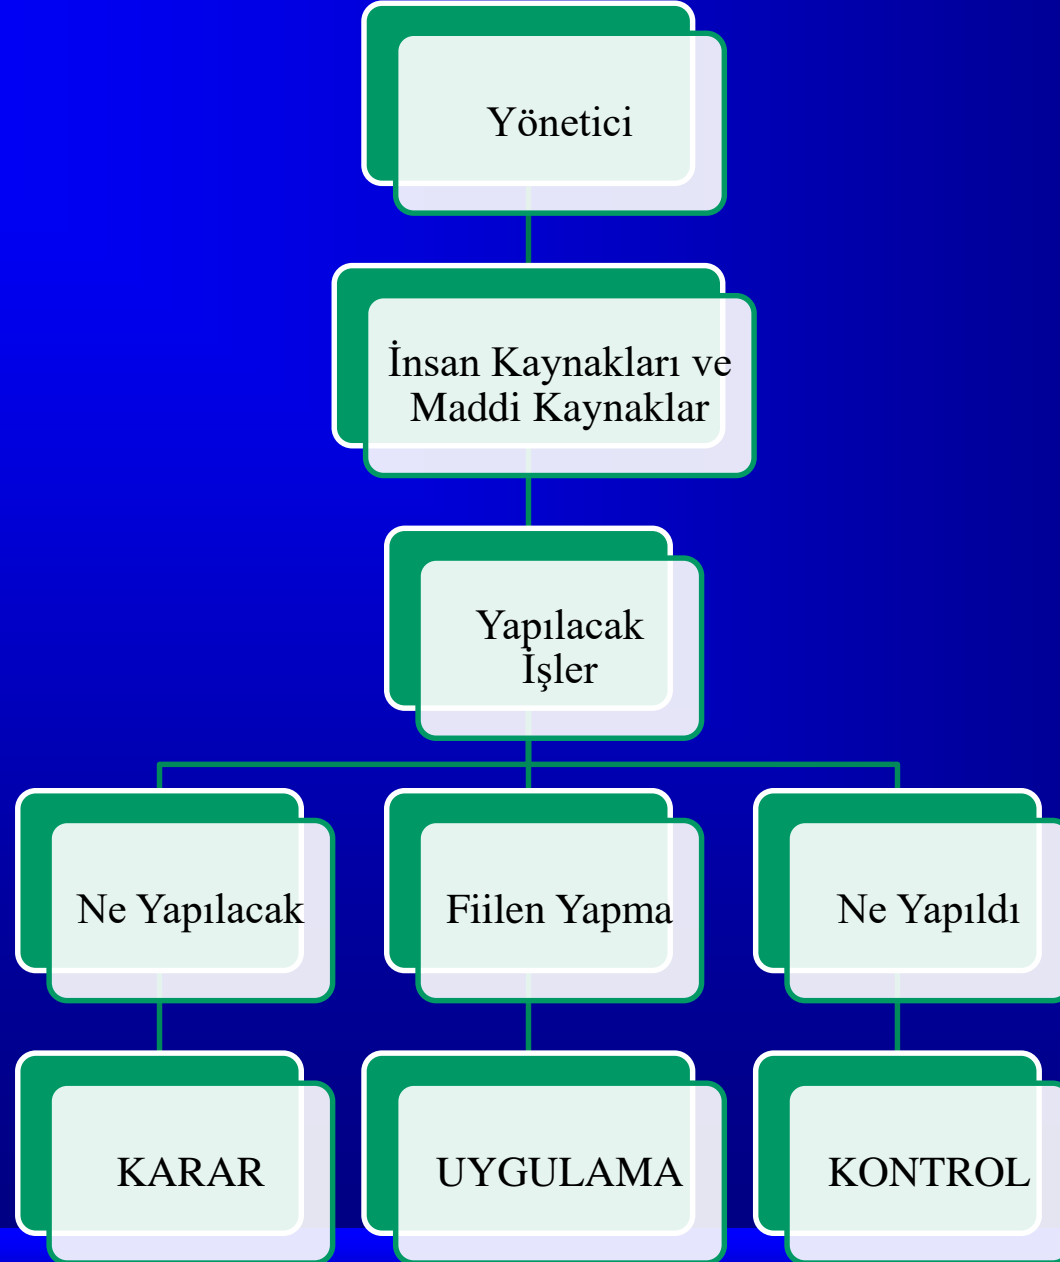 Yönetici
İnsan Kaynakları ve
Maddi Kaynaklar
Yapılacak
İşler
Ne Yapılacak
Fiilen Yapma
Ne Yapıldı
KARAR
UYGULAMA
KONTROL